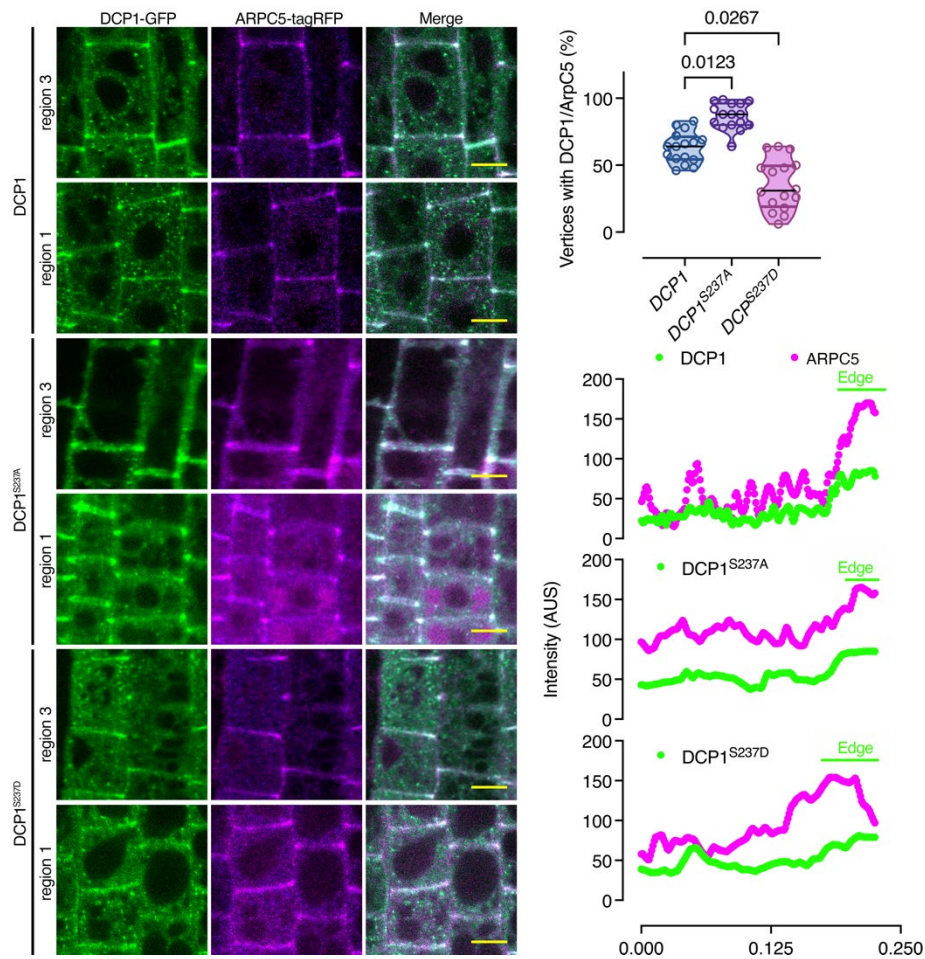 DCP1-GFP ARPC5-tagRFP Merge
DCP1
region 3
region 1
DCP1S237A
region 3
region 1
DCP1S237D
region 3
region 1
0.0267
0.0123
Vertices with DCP1/ArpC5 (%)
100
50
0
DCP1
DCP1S237A
DCPS237D
DCP1 ARPC5
Intensity (AUS)
200
150
100
50
0
Edge
DCP1S237A
200
150
100
50
0
Edge
DCP1S237D
200
150
100
50
0
Edge
0.000 0.125 0.250